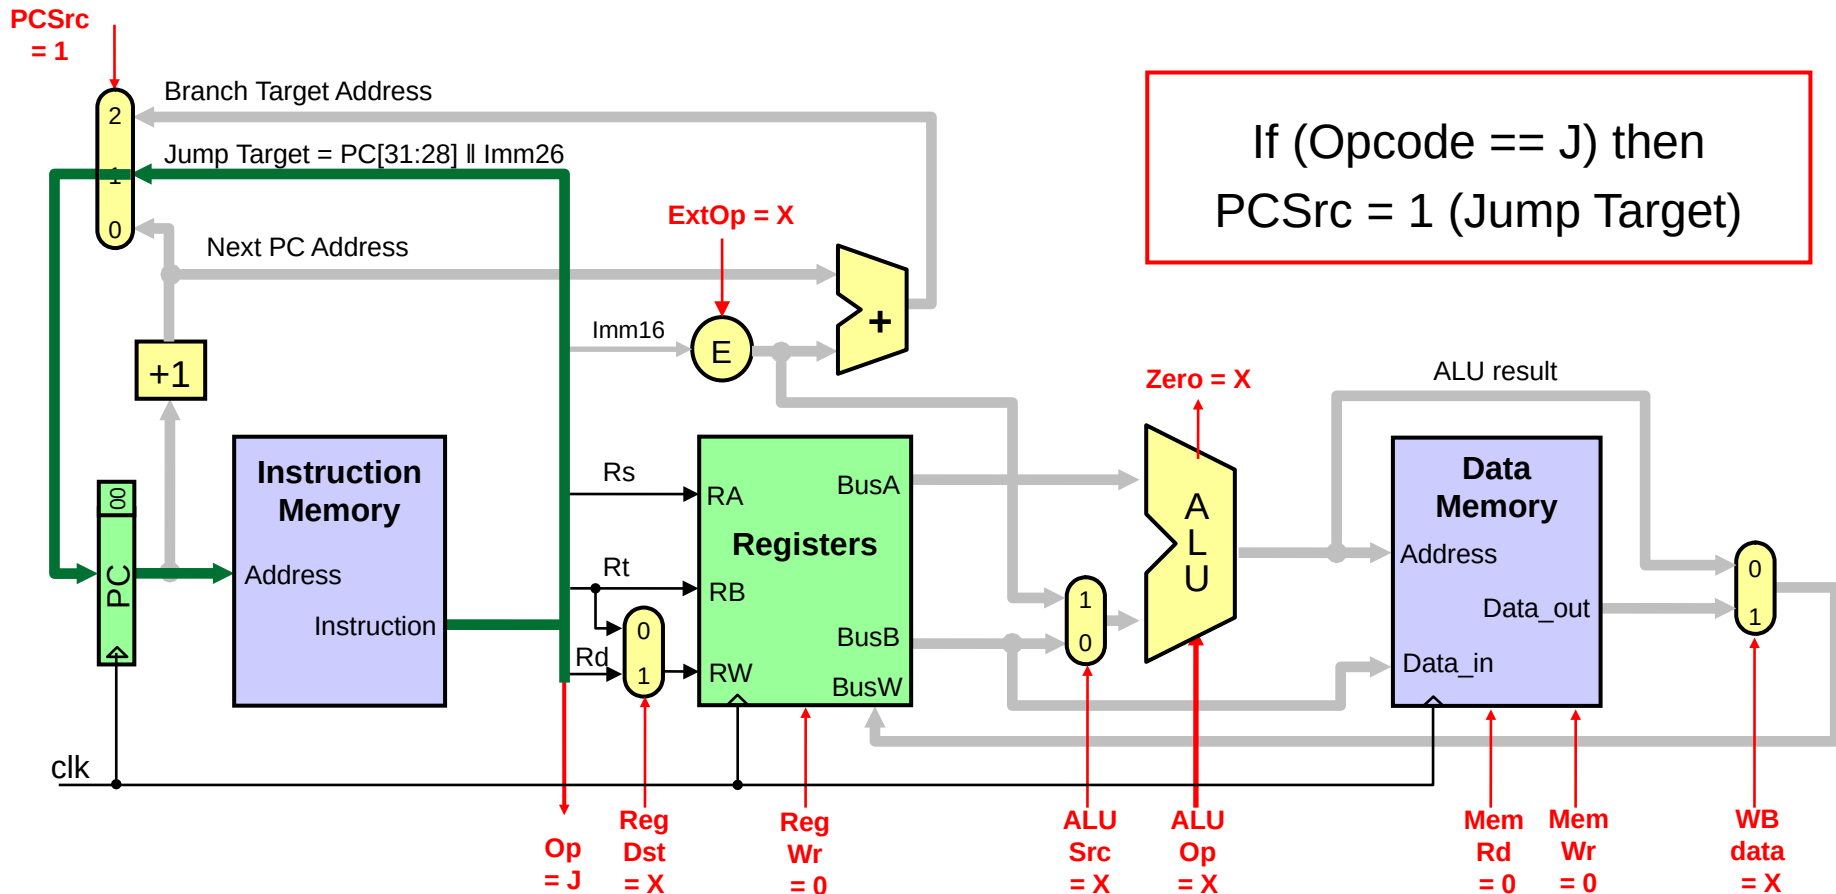 PCSrc
= 1
Branch Target Address
2
Jump Target = PC[31:28] ‖ Imm26
1
0
Next PC Address
If (Opcode == J) then
PCSrc = 1 (Jump Target)
ExtOp = X
+
Imm16
E
+1
Zero = X
ALU result
Instruction
Memory
Address
Instruction
00
PC
Rs
Rt
Rd
0
1
RA
RB
RW
Registers
BusA
BusB
BusW
1
0
A
L
U
Data
Memory
Address
Data_out
Data_in
0
1
clk
Op
= J
Reg
Dst
= X
Reg
Wr
= 0
ALU
Src
= X
ALU
Op
= X
Mem
Rd
= 0
Mem
Wr
= 0
WB
data
= X